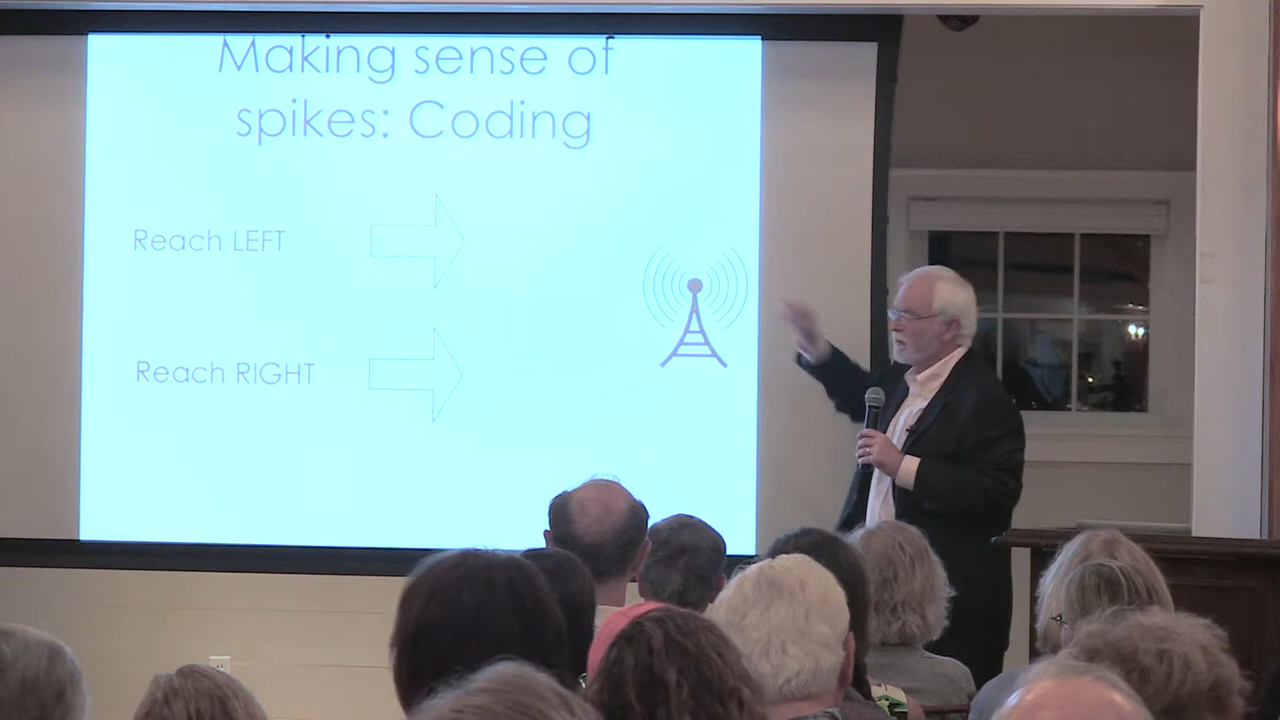 Making sense of
spikes: Coding
Reach LEFT
Reach RIGHT